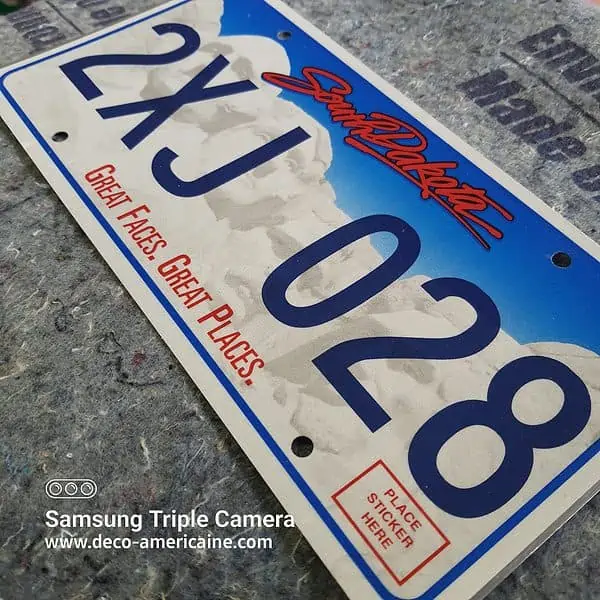 South Dakota
2XJ 028
GREAT FACES. GREAT PLACES.
PLACE
STICKER
HERE
Made
Samsung Triple Camera
www.deco-americaine.com